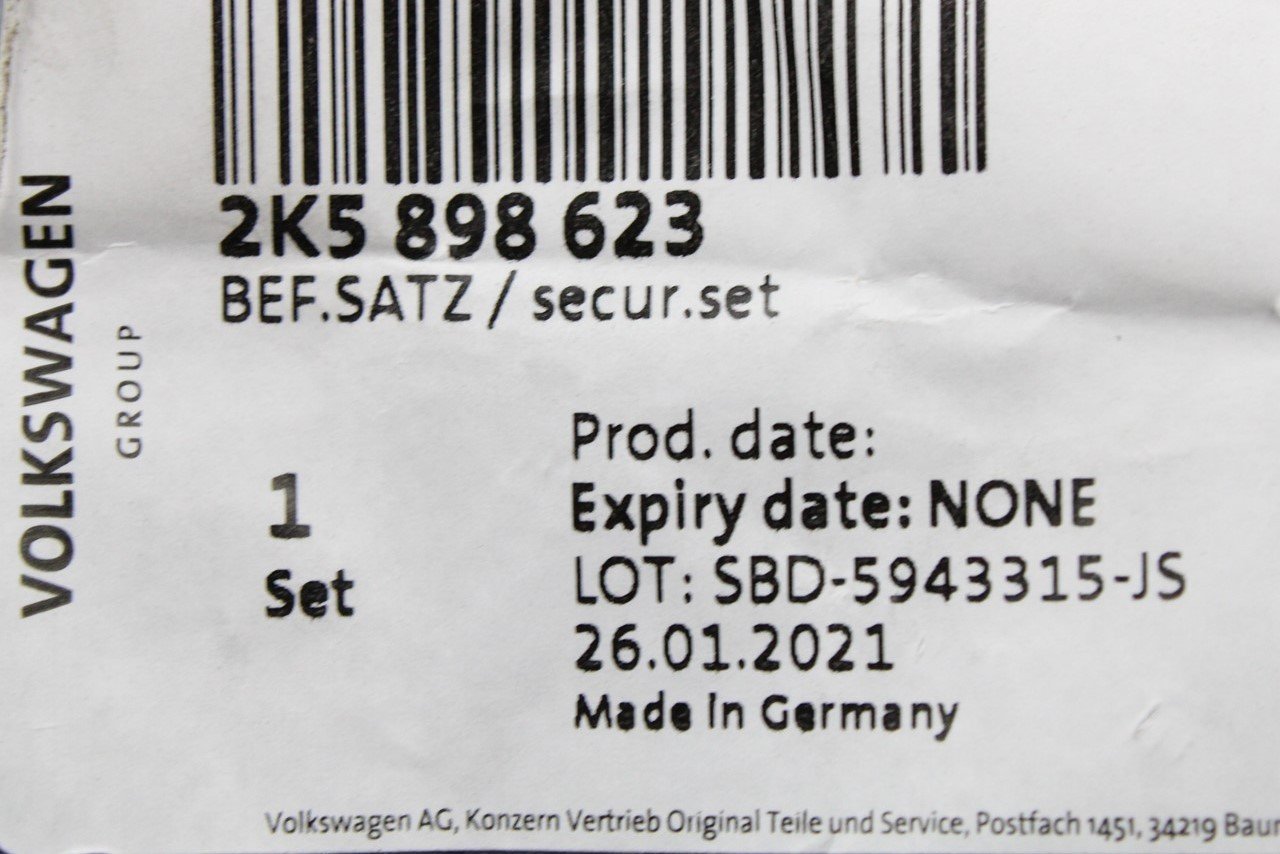 VOLKSWAGEN
GROUP
2K5 898 623
BEF.SATZ / secur.set
1
Set
Prod. date:
Expiry date: NONE
LOT: SBD-5943315-JS
26.01.2021
Made in Germany
Volkswagen AG, Konzern Vertrieb Original Teile und Service, Postfach 1451, 34219 Baun